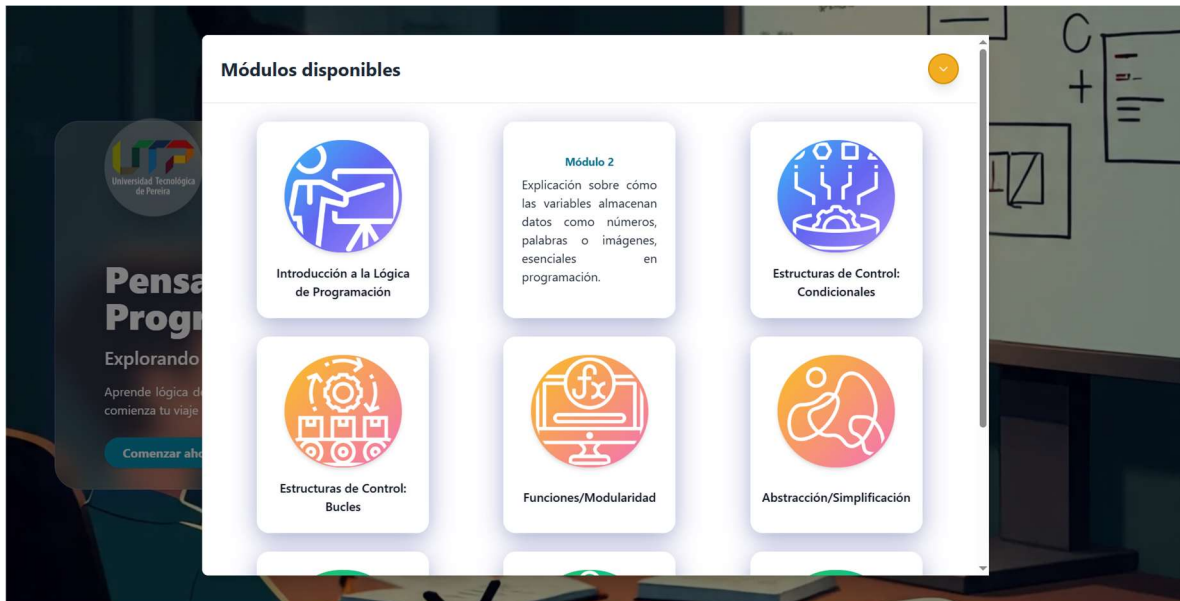 Módulos disponibles
UTP
Universidad Tecnológica
de Pereira
Pensa
Progr
Explorando
Aprende lógica d
comienza tu viaje
Comenzar aho
Introducción a la Lógica
de Programación
Módulo 2
Explicación sobre cómo
las variables almacenan
datos como números,
palabras o imágenes,
esenciales en
programación.
Estructuras de Control:
Condicionales
Estructuras de Control:
Bucles
fx
Funciones/Modularidad
Abstracción/Simplificación